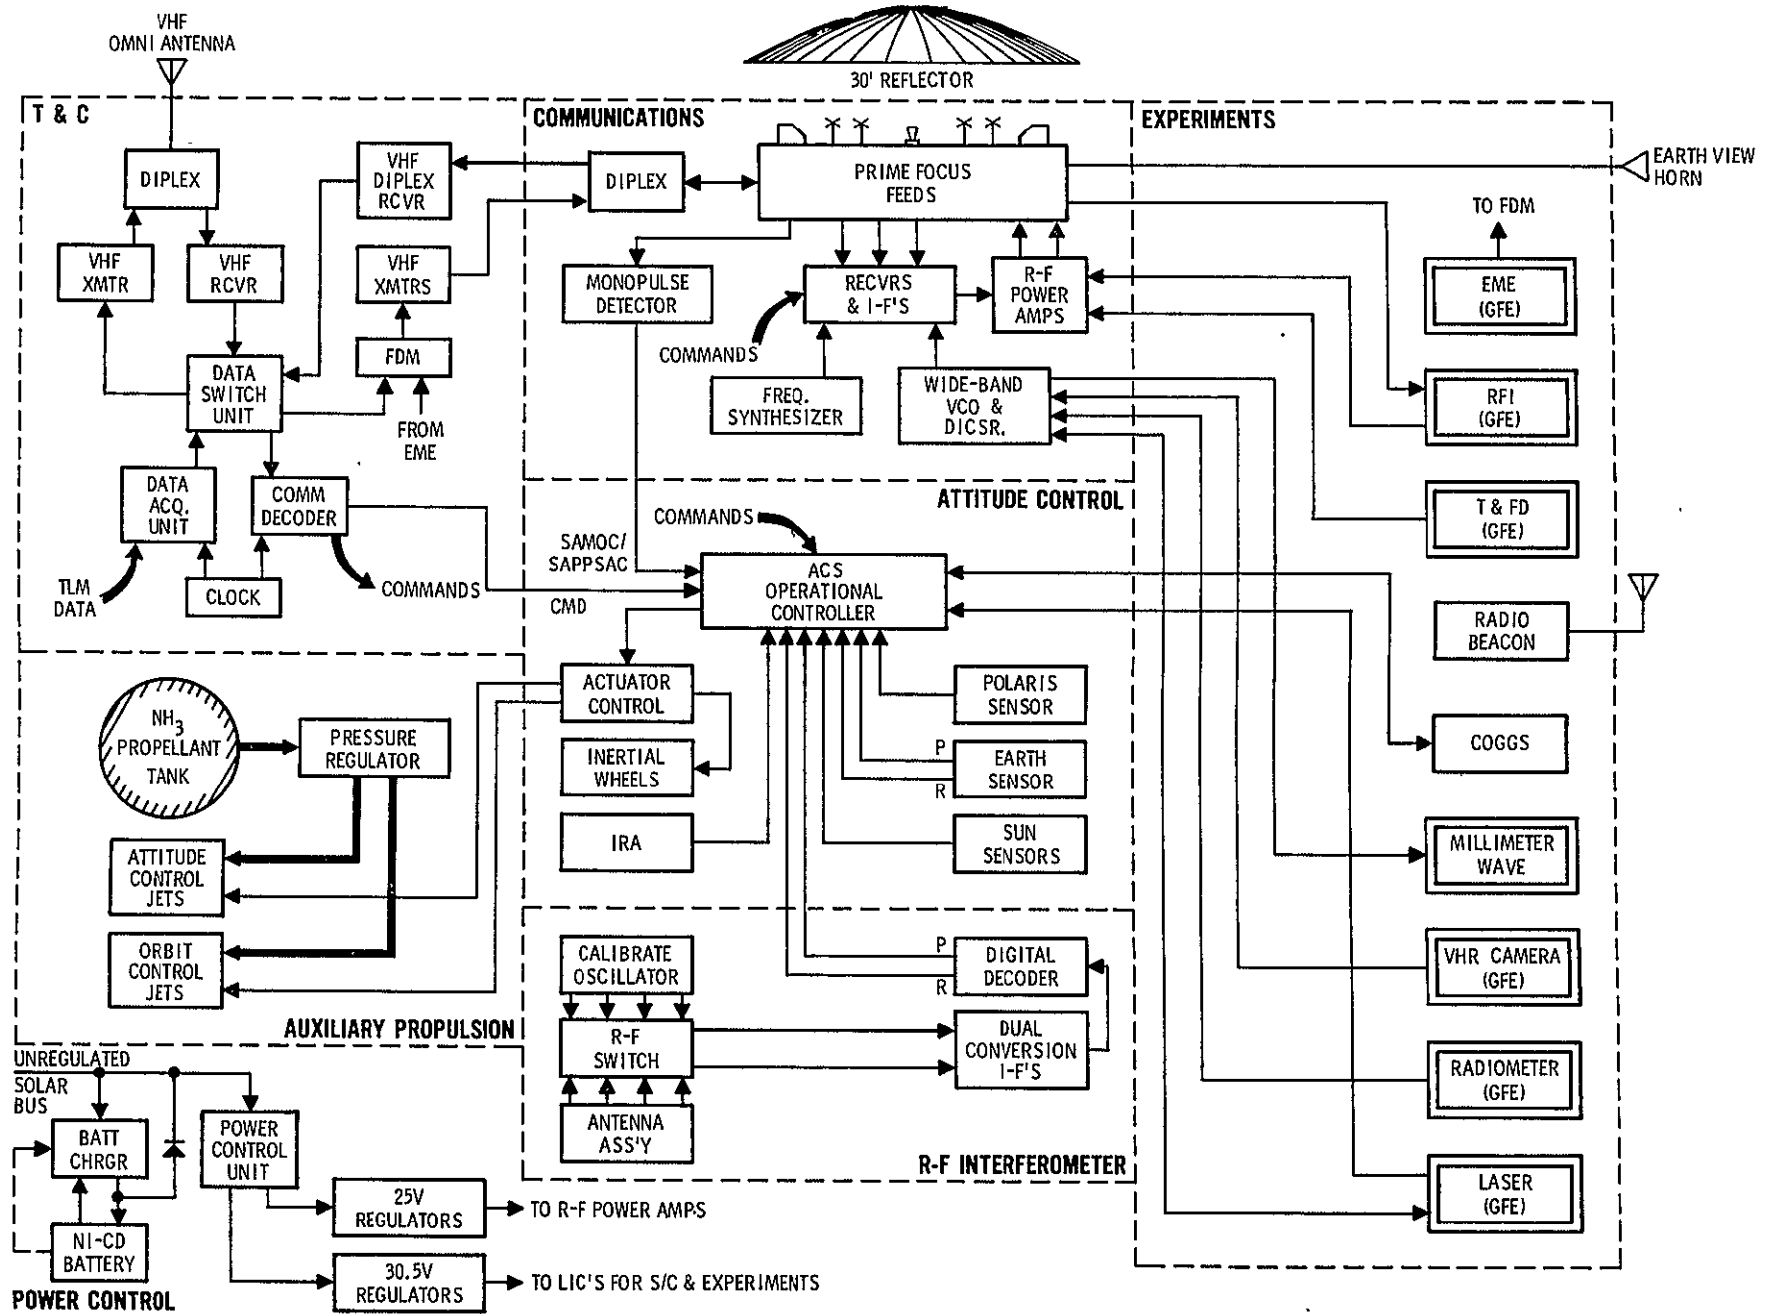 VHF
OMNI ANTENNA
30' REFLECTOR
T & C
COMMUNICATIONS
EXPERIMENTS
DIPLEX
VHF
DIPLEX
RCVR
DIPLEX
PRIME FOCUS
FEEDS
EARTH VIEW
HORN
TO FDM
VHF
XMTR
VHF
RCVR
VHF
XMTRS
MONOPULSE
DETECTOR
RECVRS
& I-F'S
R-F
POWER
AMPS
EME
(GFE)
COMMANDS
FDM
DATA
SWITCH
UNIT
FROM
EME
FREQ.
SYNTHESIZER
WIDE-BAND
VCO &
DICSR.
RFI
(GFE)
DATA
ACQ.
UNIT
COMM
DECODER
ATTITUDE CONTROL
T & FD
(GFE)
COMMANDS
SAMOC/
SAPPSAC
TLM
DATA
CLOCK
COMMANDS
CMD
ACS
OPERATIONAL
CONTROLLER
RADIO
BEACON
NH3
PROPELLANT
TANK
PRESSURE
REGULATOR
ACTUATOR
CONTROL
POLARIS
SENSOR
INERTIAL
WHEELS
P
R
EARTH
SENSOR
COGGS
IRA
SUN
SENSORS
MILLIMETER
WAVE
ATTITUDE
CONTROL
JETS
ORBIT
CONTROL
JETS
AUXILIARY PROPULSION
CALIBRATE
OSCILLATOR
P
R
DIGITAL
DECODER
VHR CAMERA
(GFE)
R-F
SWITCH
DUAL
CONVERSION
I-F'S
RADIOMETER
(GFE)
ANTENNA
ASS'Y
R-F INTERFEROMETER
LASER
(GFE)
UNREGULATED
SOLAR
BUS
BATT
CHRGR
POWER
CONTROL
UNIT
25V
REGULATORS
TO R-F POWER AMPS
NI-CD
BATTERY
30.5V
REGULATORS
TO LIC'S FOR S/C & EXPERIMENTS
POWER CONTROL